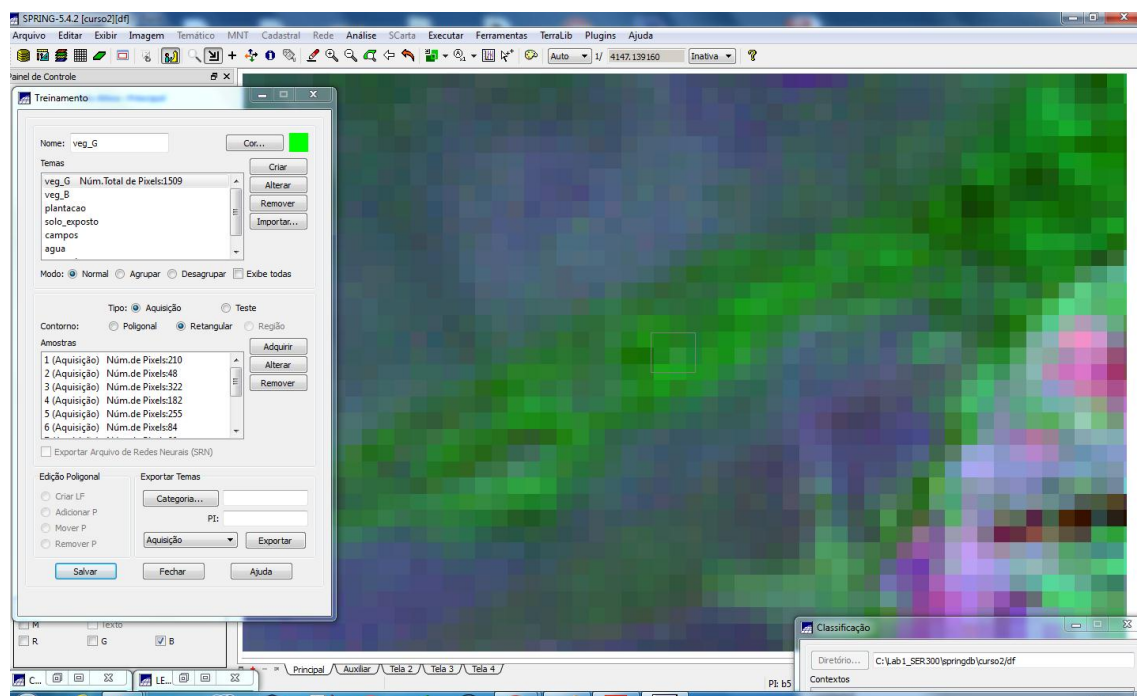 SPRING-5.4.2 [curso2][df]
Arquivo Editar Exibir Imagem Temático MNT Cadastral Rede Análise SCarta Executar Ferramentas TerraLib Plugins Ajuda
Auto 1/ 4147.139160 Inativa
Painel de Controle
Treinamento
Nome: veg_G Cor...
Temas
veg_G Núm.Total de Pixels:1509
veg_B
plantacao
solo_exposto
campos
agua
Criar
Alterar
Remover
Importar...
Modo: Normal Agrupar Desagrupar Exibe todas
Tipo: Aquisição Teste
Contorno: Poligonal Retangular Região
Amostras
1 (Aquisição) Núm.de Pixels:210
2 (Aquisição) Núm.de Pixels:48
3 (Aquisição) Núm.de Pixels:322
4 (Aquisição) Núm.de Pixels:182
5 (Aquisição) Núm.de Pixels:255
6 (Aquisição) Núm.de Pixels:84
Adquirir
Alterar
Remover
Exportar Arquivo de Redes Neurais (SRN)
Edição Poligonal
Criar LF
Adicionar P
Mover P
Remover P
Exportar Temas
Categoria...
PI:
Aquisição Exportar
Salvar Fechar Ajuda
M Texto
R G B
C... LE...
Principal Auxiliar Tela 2 Tela 3 Tela 4
PI: b5
Classificação
Diretório... C:\Lab1_SER300\springdb\curso2/df
Contextos